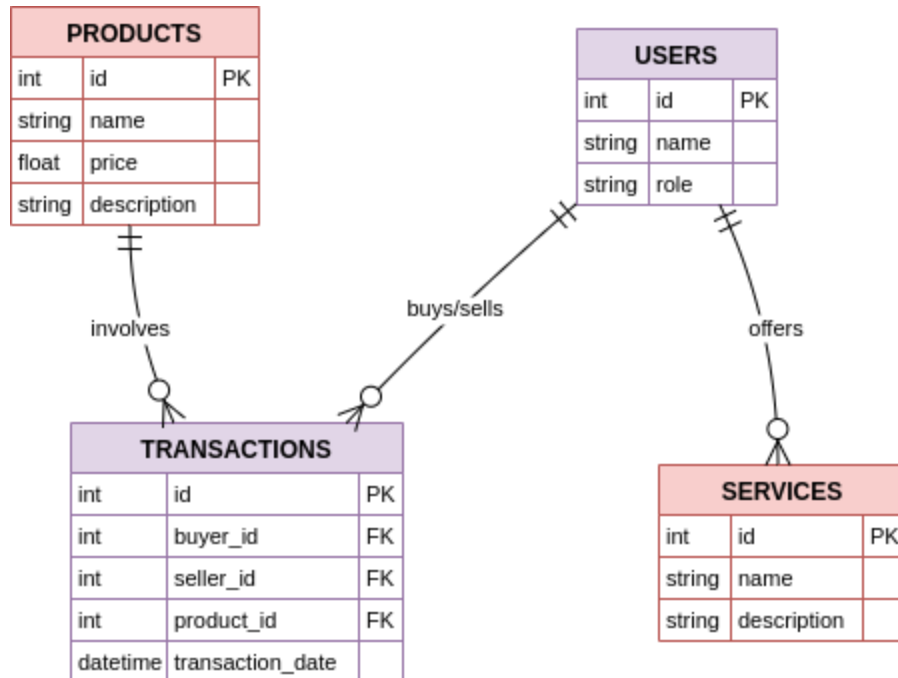 PRODUCTS
int id PK
string name
float price
string description
USERS
int id PK
string name
string role
involves
buys/sells
offers
TRANSACTIONS
int id PK
int buyer_id FK
int seller_id FK
int product_id FK
datetime transaction_date
SERVICES
int id PK
string name
string description